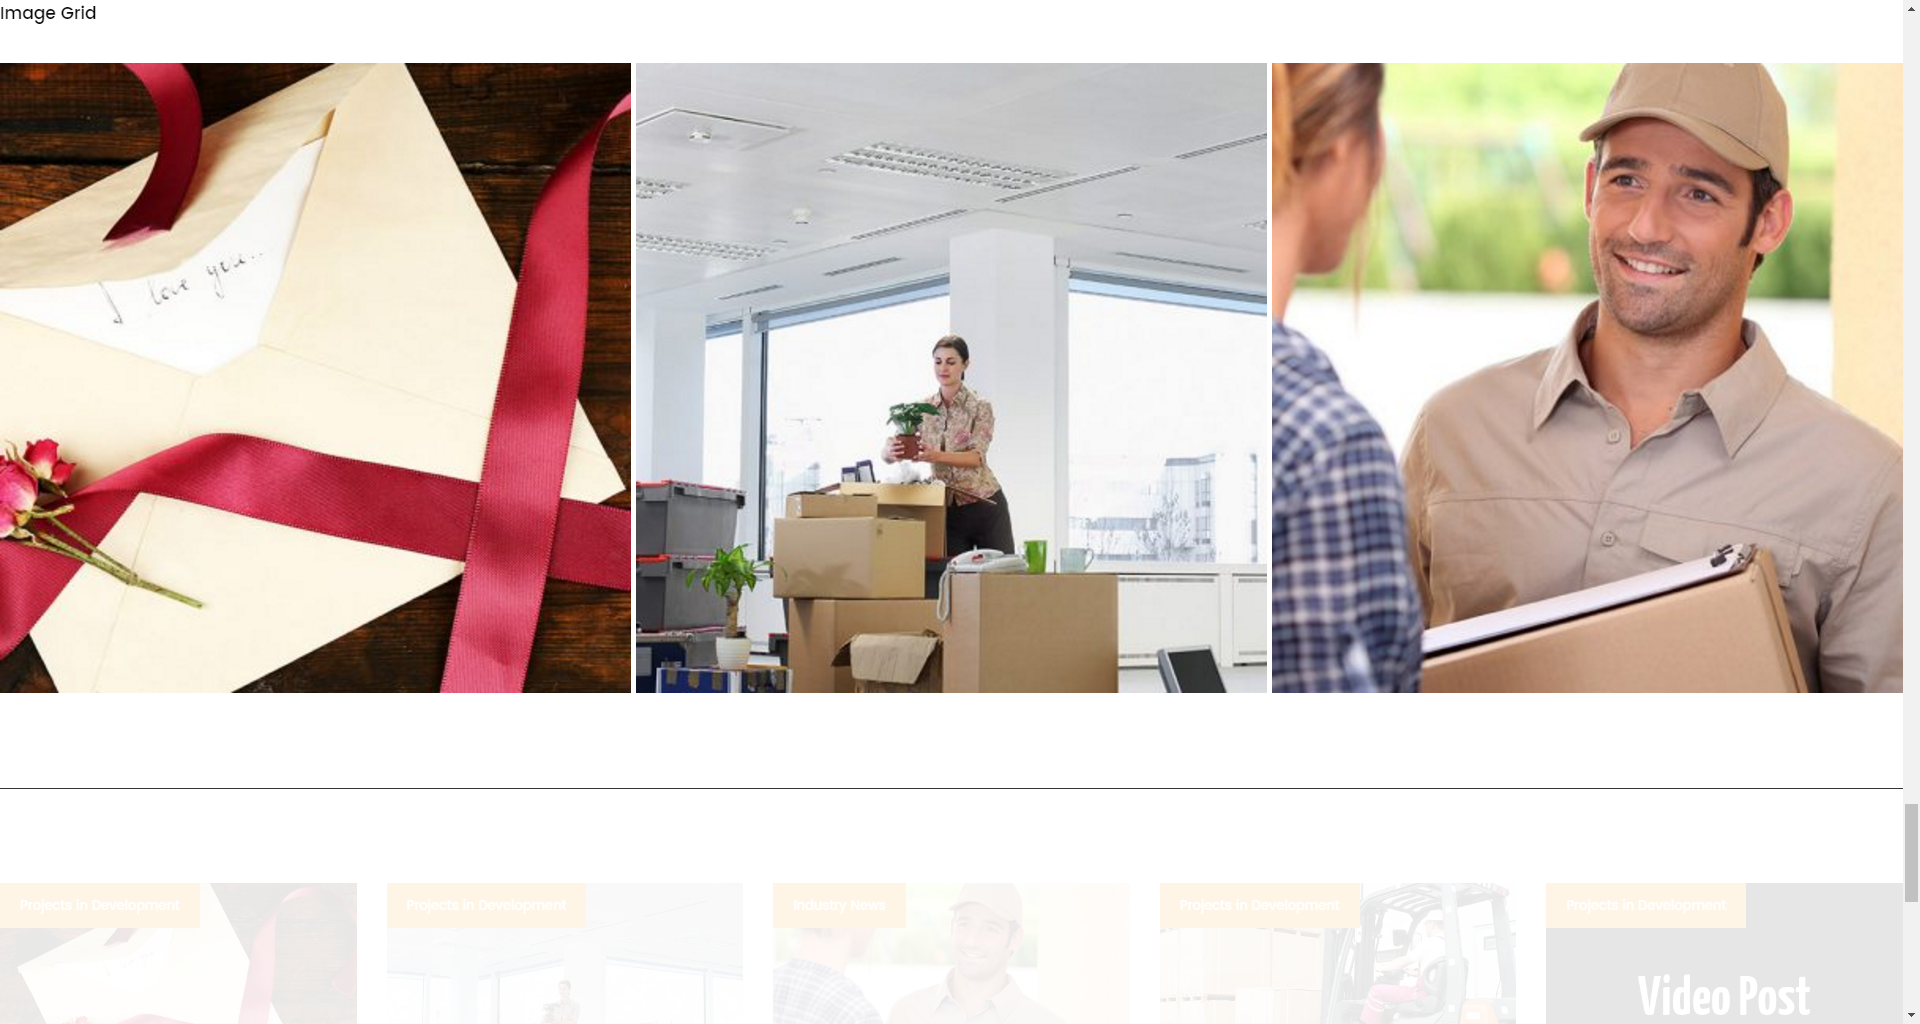 Image Grid
I love you...
Projects in Development
Projects in Development
Industry News
Projects in Development
Projects in Development
Video Post